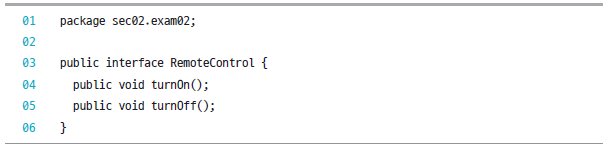 01 package sec02.exam02;
02
03 public interface RemoteControl {
04 public void turnOn();
05 public void turnOff();
06 }